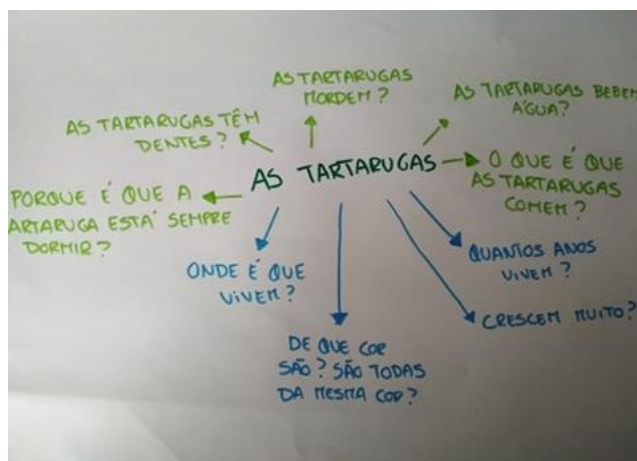 AS TARTARUGAS
MORDEM?
AS TARTARUGAS BEBEM
ÁGUA?
AS TARTARUGAS TÊM
DENTES?
AS TARTARUGAS
O QUE É QUE
AS TARTARUGAS
COMEM?
PORQUE É QUE A
ARTARUGA ESTÁ SEMPRE
DORMIR?
ONDE É QUE
VIVEM?
QUANTOS ANOS
VIVEM?
CRESCEM MUITO?
DE QUE COR
SÃO? SÃO TODAS
DA MESMA COR?